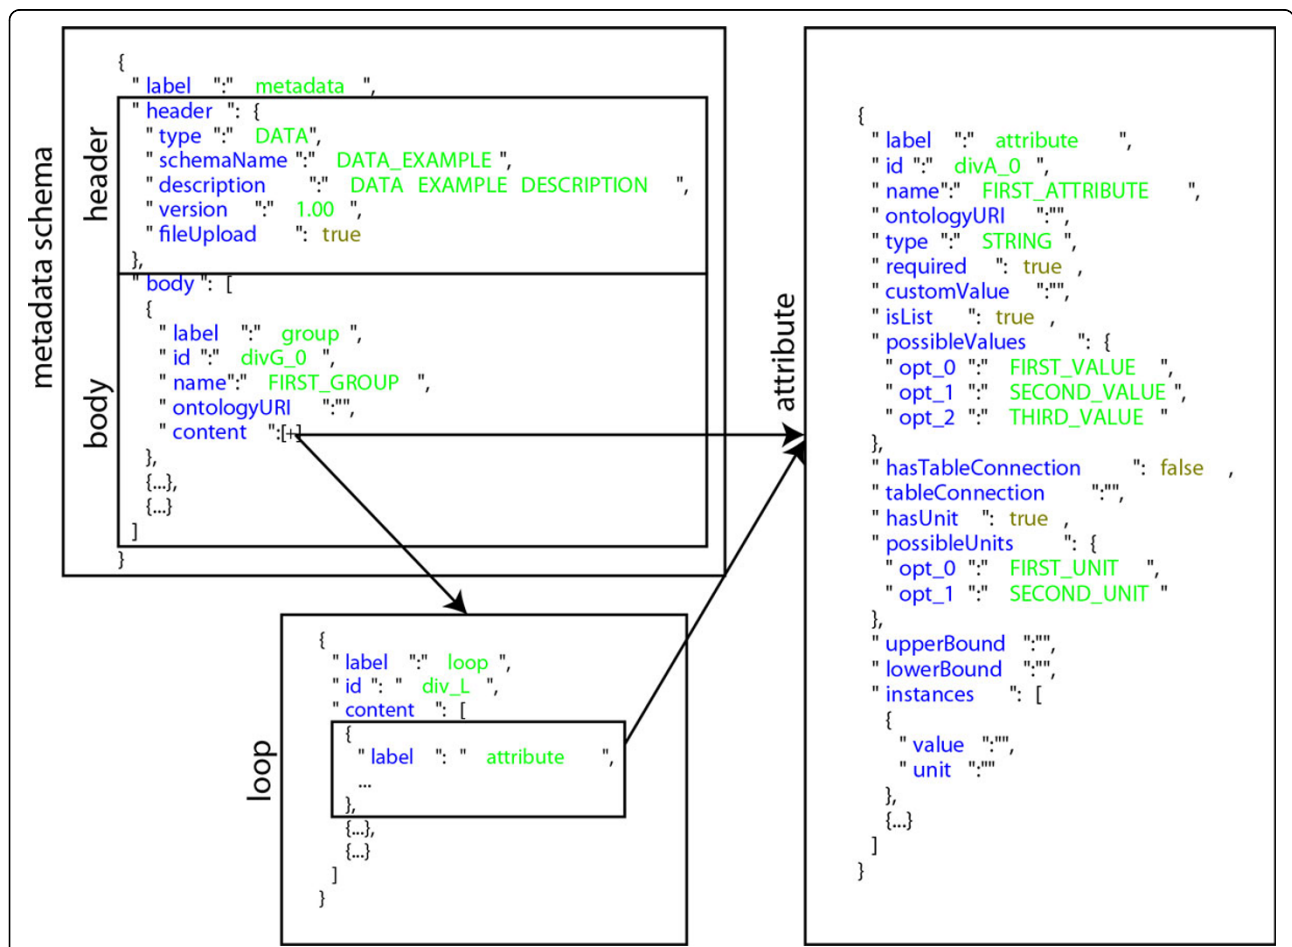 metadata schema
header
body
{
"label":"metadata",
"header": {
"type":"DATA",
"schemaName":"DATA_EXAMPLE",
"description":"DATA EXAMPLE DESCRIPTION",
"version":"1.00",
"fileUpload": true
},
"body": [
{
"label":"group",
"id":"divG_0",
"name":"FIRST_GROUP",
"ontologyURI":"",
"content":[+]
},
{...},
{...}
]
}
loop
{
"label":"loop",
"id": "div_L",
"content": [
{
"label": "attribute",
...
},
{...},
{...}
]
}
attribute
{
"label":"attribute",
"id":"divA_0",
"name":"FIRST_ATTRIBUTE",
"ontologyURI":"",
"type":"STRING",
"required": true,
"customValue":"",
"isList": true,
"possibleValues": {
"opt_0":"FIRST_VALUE",
"opt_1":"SECOND_VALUE",
"opt_2":"THIRD_VALUE"
},
"hasTableConnection": false,
"tableConnection":"",
"hasUnit": true,
"possibleUnits": {
"opt_0":"FIRST_UNIT",
"opt_1":"SECOND_UNIT"
},
"upperBound":"",
"lowerBound":"",
"instances": [
{
"value":"",
"unit":""
},
{...}
]
}